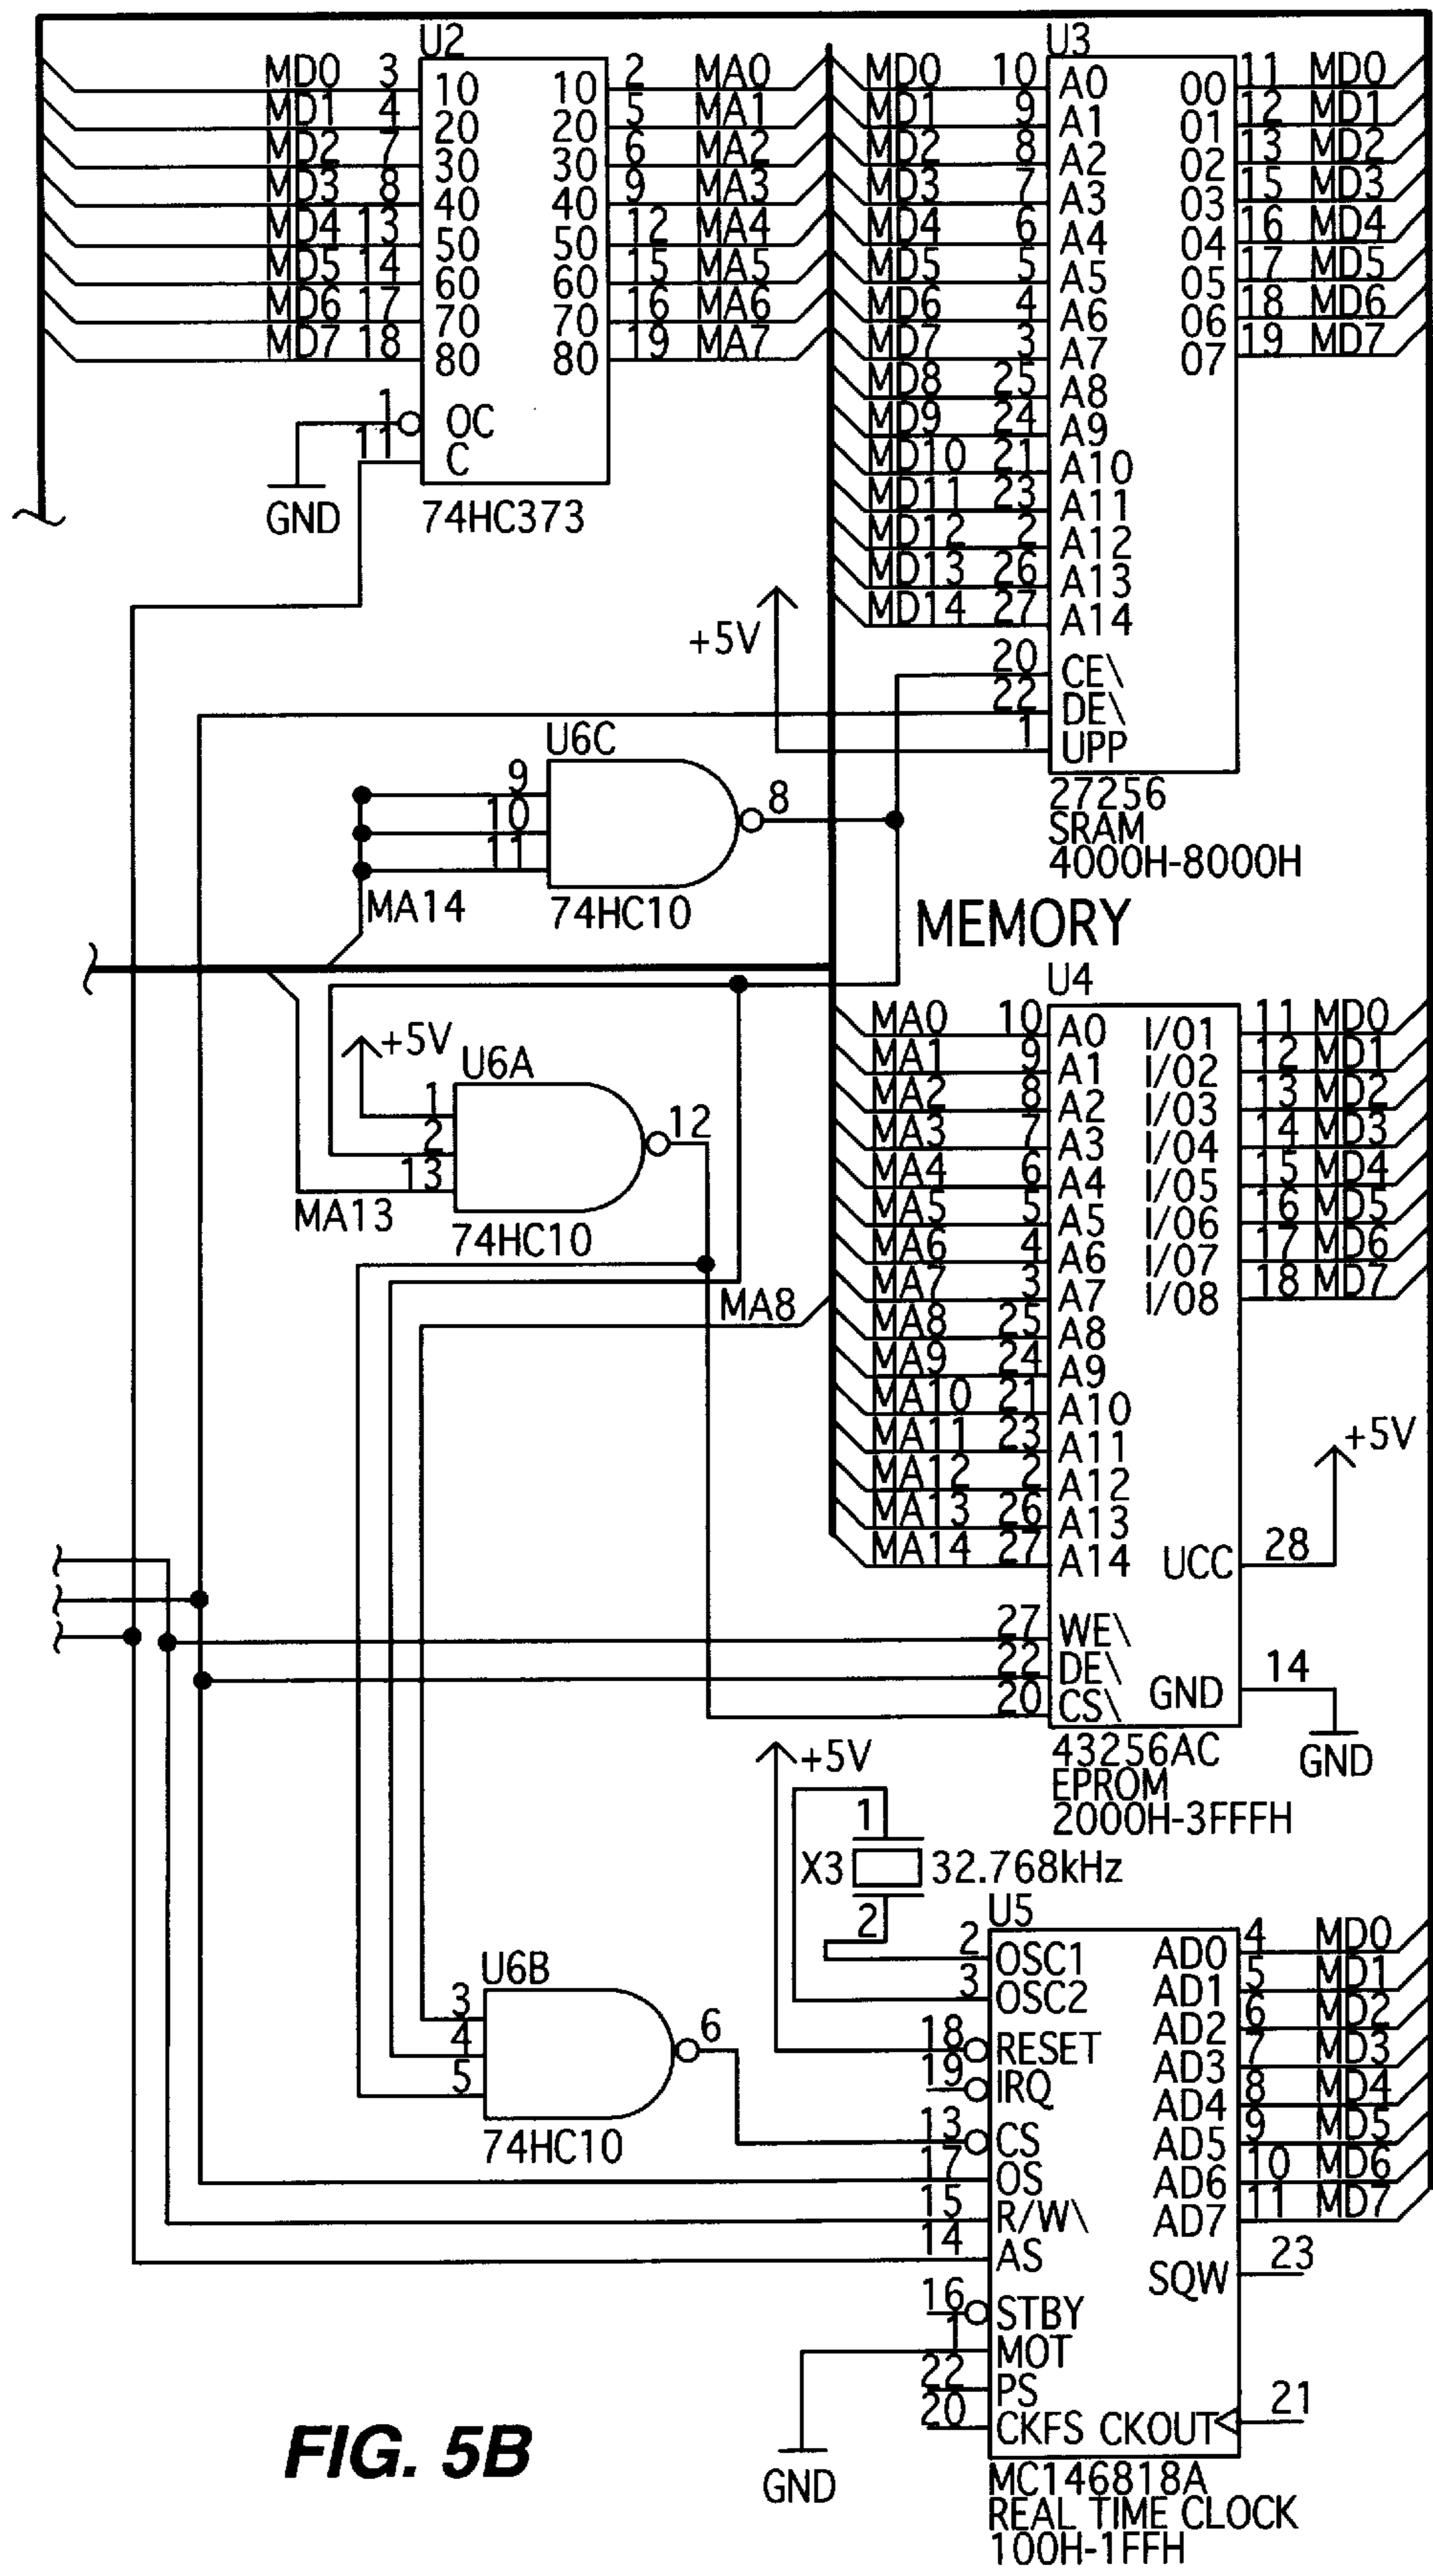 U2
MD0 3 10 10 2 MA0
MD1 4 20 20 5 MA1
MD2 7 30 30 6 MA2
MD3 8 40 40 9 MA3
MD4 13 50 50 12 MA4
MD5 14 60 60 15 MA5
MD6 17 70 70 16 MA6
MD7 18 80 80 19 MA7
1 OC
11 C
GND
74HC373
U3
MD0 10 A0 00 11 MD0
MD1 9 A1 01 12 MD1
MD2 8 A2 02 13 MD2
MD3 7 A3 03 15 MD3
MD4 6 A4 04 16 MD4
MD5 5 A5 05 17 MD5
MD6 4 A6 06 18 MD6
MD7 3 A7 07 19 MD7
MD8 25 A8
MD9 24 A9
MD10 21 A10
MD11 23 A11
MD12 2 A12
MD13 26 A13
MD14 27 A14
+5V
20 CE\
22 DE\
1 UPP
27256
SRAM
4000H-8000H
U6C
9
10
11
8
MA14
74HC10
MEMORY
+5V
U6A
1
2
13
12
MA13
74HC10
MA8
U4
MA0 10 A0 I/01 11 MD0
MA1 9 A1 I/02 12 MD1
MA2 8 A2 I/03 13 MD2
MA3 7 A3 I/04 14 MD3
MA4 6 A4 I/05 15 MD4
MA5 5 A5 I/06 16 MD5
MA6 4 A6 I/07 17 MD6
MA7 3 A7 I/08 18 MD7
MA8 25 A8
MA9 24 A9
MA10 21 A10
MA11 23 A11
MA12 2 A12
MA13 26 A13
MA14 27 A14
+5V
UCC 28
27 WE\
22 DE\
20 CS\
GND 14
GND
43256AC
EPROM
2000H-3FFFH
+5V
1
X3 32.768kHz
2
U5
2 OSC1 AD0 4 MD0
3 OSC2 AD1 5 MD1
AD2 6 MD2
18 RESET AD3 7 MD3
19 IRQ AD4 8 MD4
13 CS AD5 9 MD5
17 OS AD6 10 MD6
15 R/W\ AD7 11 MD7
14 AS
SQW 23
16 STBY
1 MOT
22 PS
20 CKFS CKOUT 21
GND
U6B
3
4
5
6
74HC10
MC146818A
REAL TIME CLOCK
100H-1FFH
FIG. 5B